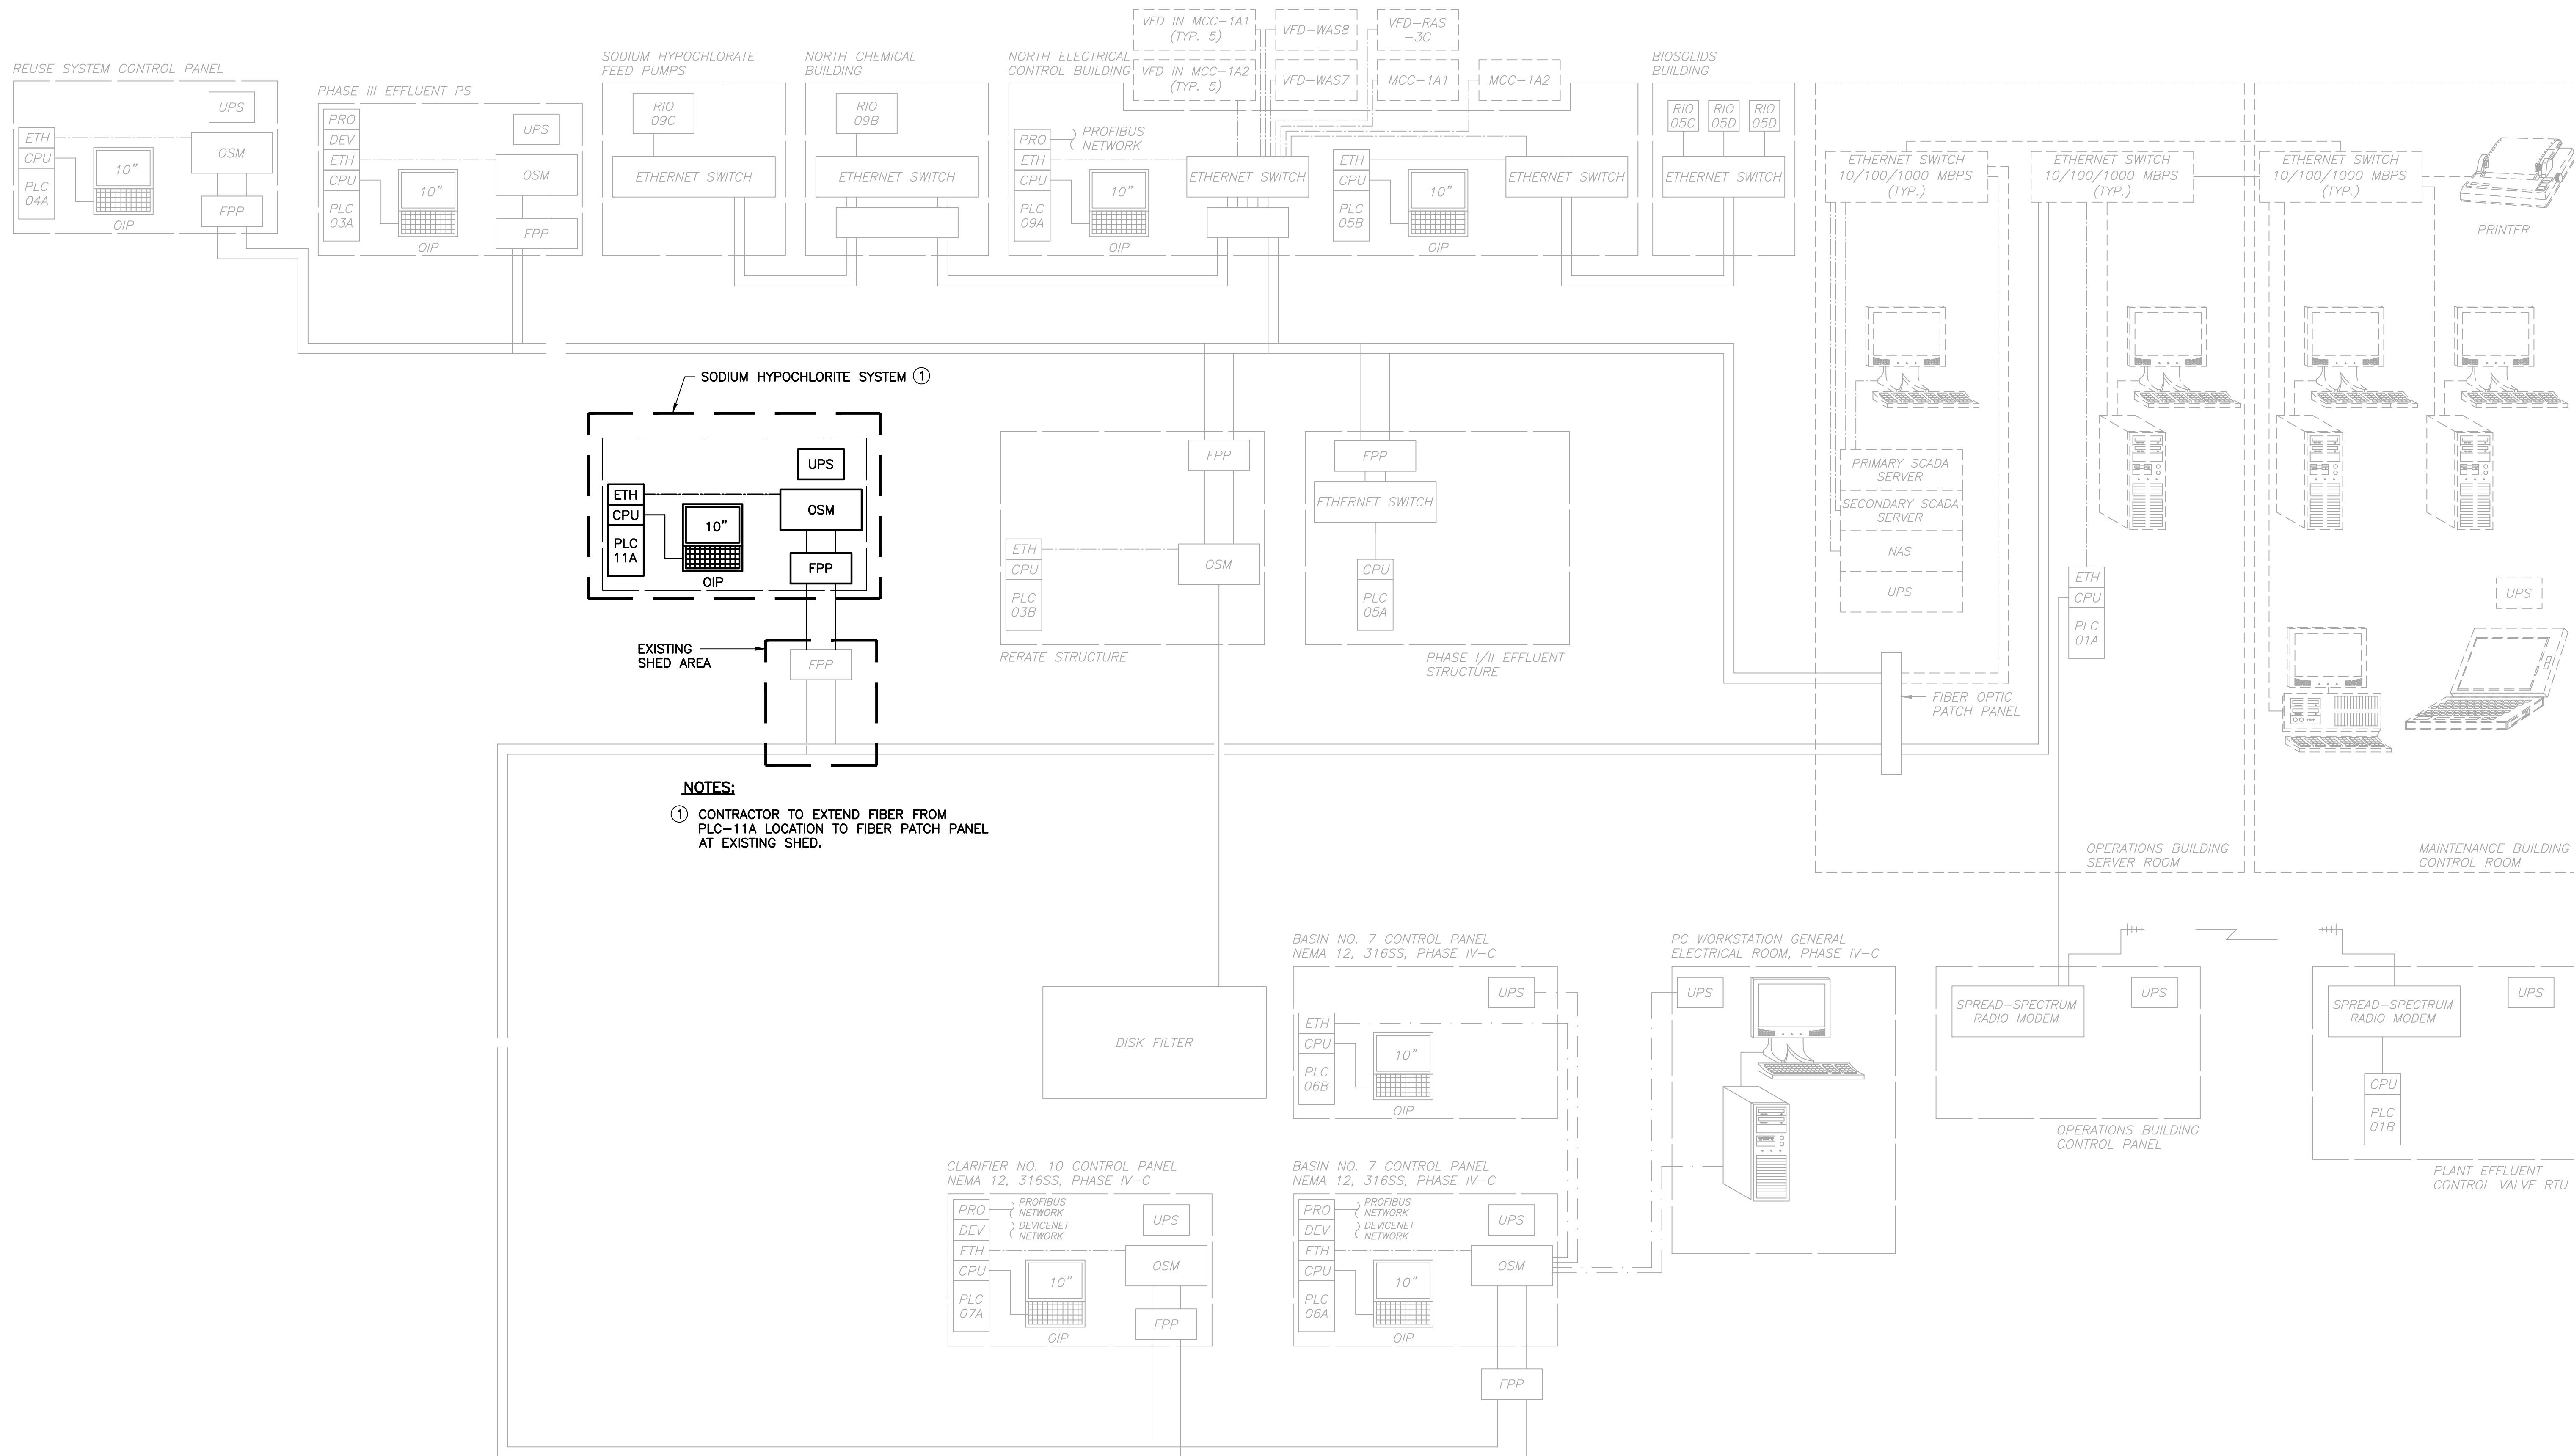 REUSE SYSTEM CONTROL PANEL
UPS
ETH
CPU
PLC
04A
10"
OIP
OSM
FPP
PHASE III EFFLUENT PS
PRO
DEV
ETH
CPU
PLC
03A
10"
OIP
UPS
OSM
FPP
SODIUM HYPOCHLORATE
FEED PUMPS
RIO
09C
ETHERNET SWITCH
NORTH CHEMICAL
BUILDING
RIO
09B
ETHERNET SWITCH
NORTH ELECTRICAL
CONTROL BUILDING
VFD IN MCC-1A1
(TYP. 5)
VFD IN MCC-1A2
(TYP. 5)
VFD-WAS8
VFD-WAS7
VFD-RAS
-3C
MCC-1A1
MCC-1A2
PRO
PROFIBUS
NETWORK
ETH
CPU
PLC
09A
10"
OIP
ETHERNET SWITCH
ETH
CPU
PLC
05B
10"
OIP
ETHERNET SWITCH
BIOSOLIDS
BUILDING
RIO
05C
RIO
05D
RIO
05D
ETHERNET SWITCH
ETHERNET SWITCH
10/100/1000 MBPS
(TYP.)
ETHERNET SWITCH
10/100/1000 MBPS
(TYP.)
ETHERNET SWITCH
10/100/1000 MBPS
(TYP.)
PRINTER
SODIUM HYPOCHLORITE SYSTEM 1
UPS
ETH
CPU
PLC
11A
10"
OIP
OSM
FPP
EXISTING
SHED AREA
FPP
NOTES:
1 CONTRACTOR TO EXTEND FIBER FROM
PLC-11A LOCATION TO FIBER PATCH PANEL
AT EXISTING SHED.
FPP
ETH
CPU
PLC
03B
OSM
RERATE STRUCTURE
FPP
ETHERNET SWITCH
CPU
PLC
05A
PHASE I/II EFFLUENT
STRUCTURE
PRIMARY SCADA
SERVER
SECONDARY SCADA
SERVER
NAS
UPS
ETH
CPU
PLC
01A
UPS
FIBER OPTIC
PATCH PANEL
OPERATIONS BUILDING
SERVER ROOM
MAINTENANCE BUILDING
CONTROL ROOM
DISK FILTER
BASIN NO. 7 CONTROL PANEL
NEMA 12, 316SS, PHASE IV-C
UPS
ETH
CPU
PLC
06B
10"
OIP
PC WORKSTATION GENERAL
ELECTRICAL ROOM, PHASE IV-C
UPS
SPREAD-SPECTRUM
RADIO MODEM
UPS
OPERATIONS BUILDING
CONTROL PANEL
SPREAD-SPECTRUM
RADIO MODEM
UPS
CPU
PLC
01B
PLANT EFFLUENT
CONTROL VALVE RTU
CLARIFIER NO. 10 CONTROL PANEL
NEMA 12, 316SS, PHASE IV-C
PRO
PROFIBUS
NETWORK
DEV
DEVICENET
NETWORK
ETH
CPU
PLC
07A
10"
OIP
UPS
OSM
FPP
BASIN NO. 7 CONTROL PANEL
NEMA 12, 316SS, PHASE IV-C
PRO
PROFIBUS
NETWORK
DEV
DEVICENET
NETWORK
ETH
CPU
PLC
06A
10"
OIP
UPS
OSM
FPP